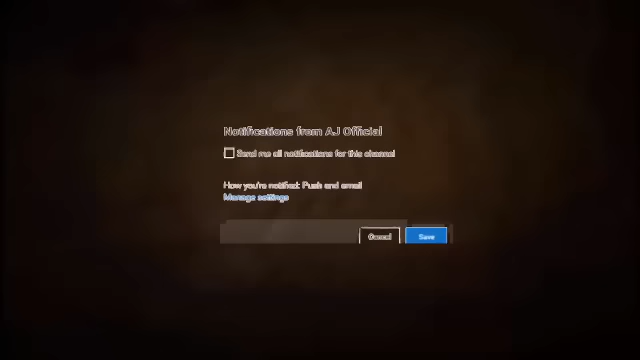 Notifications from AJ Official
Send me all notifications for this channel
How you're notified: Push and email
Manage settings
Cancel
Save